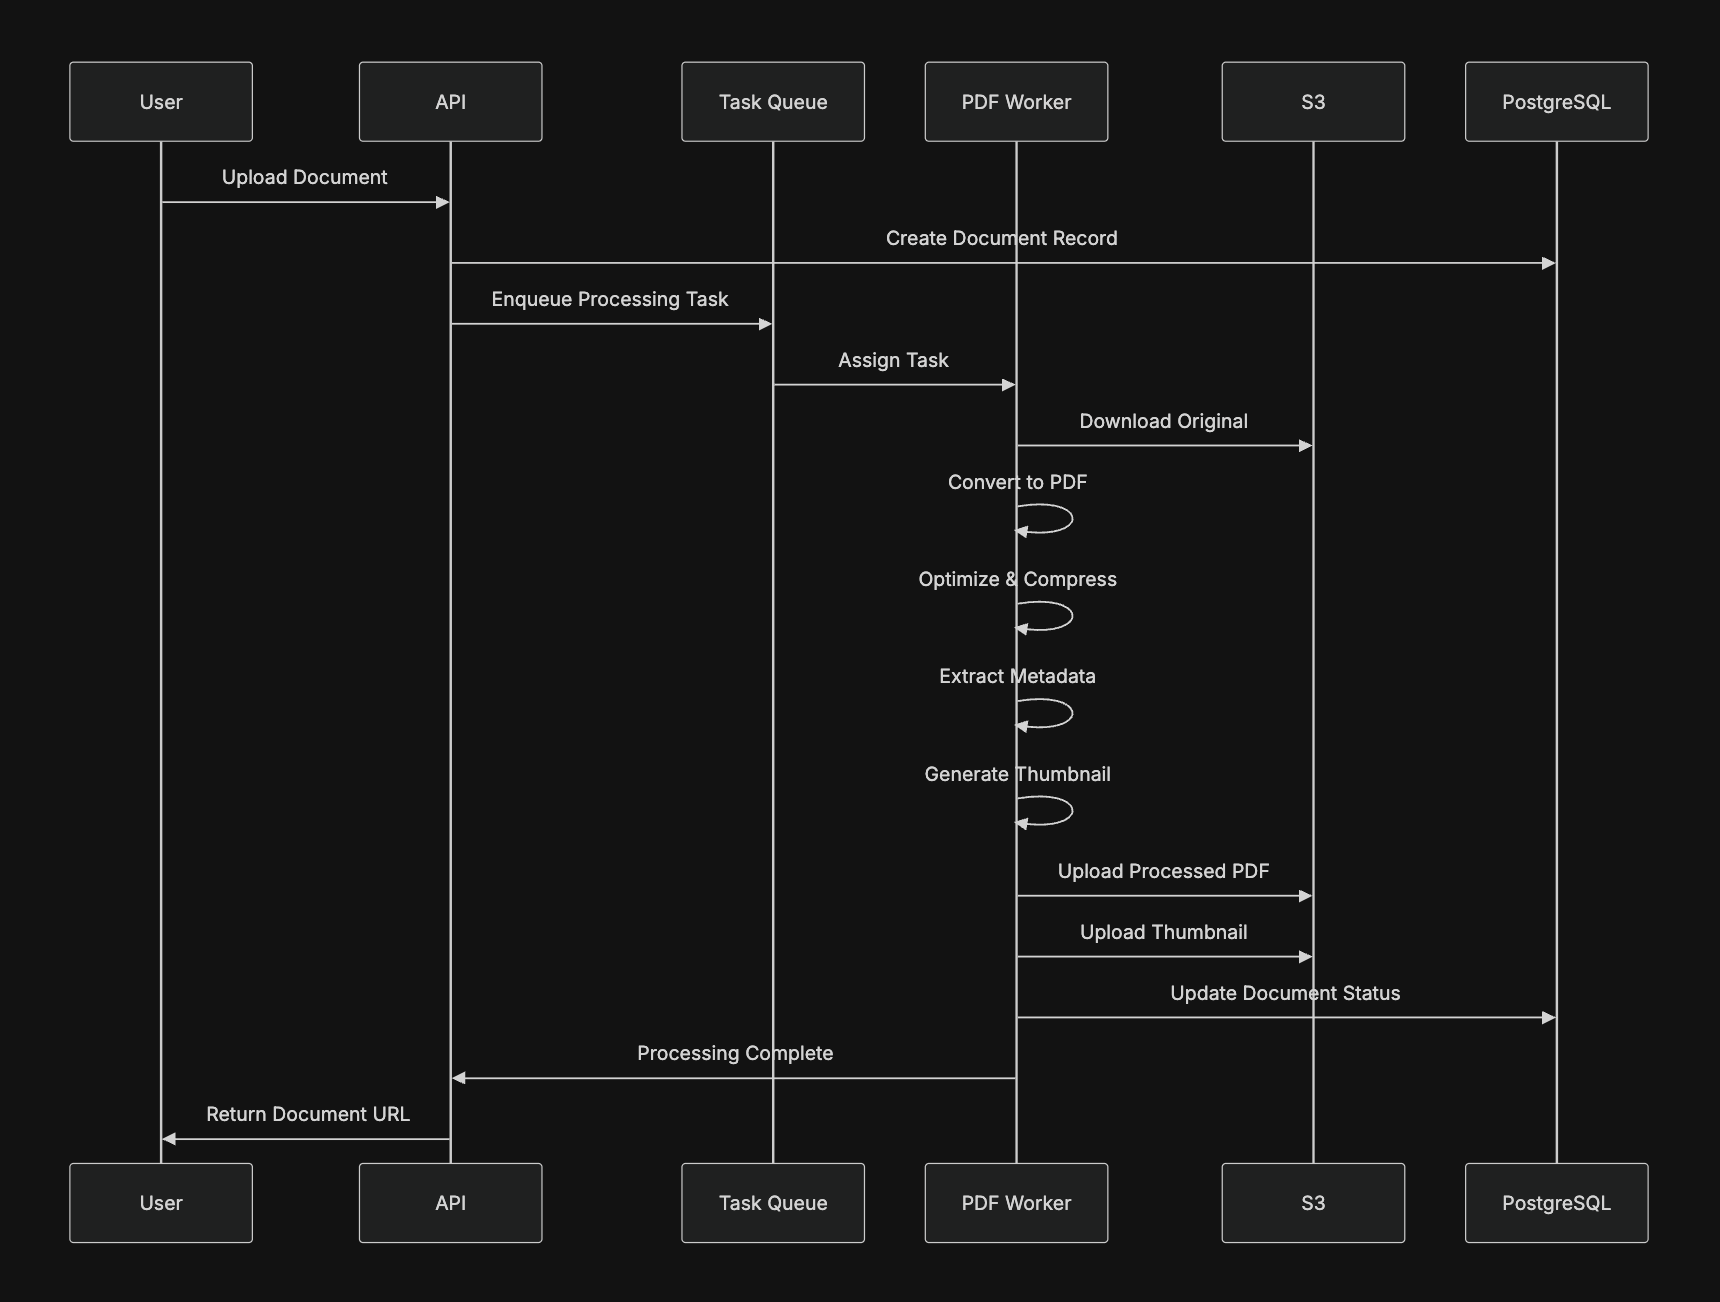 User
API
Task Queue
PDF Worker
S3
PostgreSQL
Upload Document
Create Document Record
Enqueue Processing Task
Assign Task
Download Original
Convert to PDF
Optimize & Compress
Extract Metadata
Generate Thumbnail
Upload Processed PDF
Upload Thumbnail
Update Document Status
Processing Complete
Return Document URL
User
API
Task Queue
PDF Worker
S3
PostgreSQL